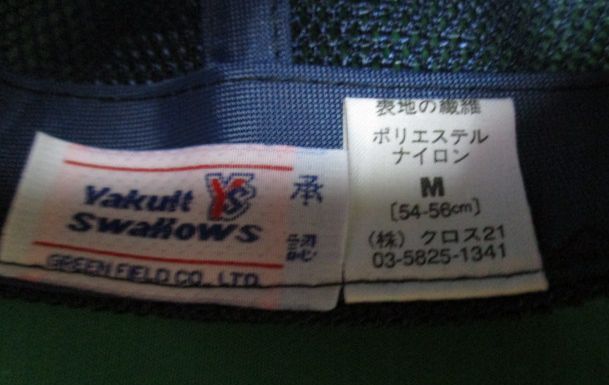 Yakult
YS
Swallows
GREEN FIELD CO., LTD.
承
認
表地の繊維
ポリエステル
ナイロン
M
[54-56cm]
(株) クロス21
03-5825-1341